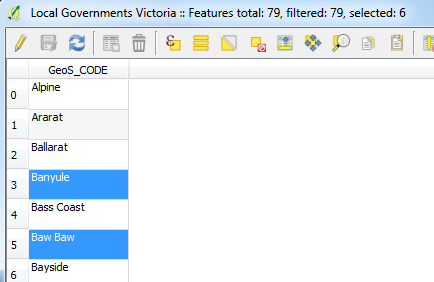 Local Governments Victoria :: Features total: 79, filtered: 79, selected: 6
GeoS_CODE
0 Alpine
1 Ararat
2 Ballarat
3 Banyule
4 Bass Coast
5 Baw Baw
6 Bayside